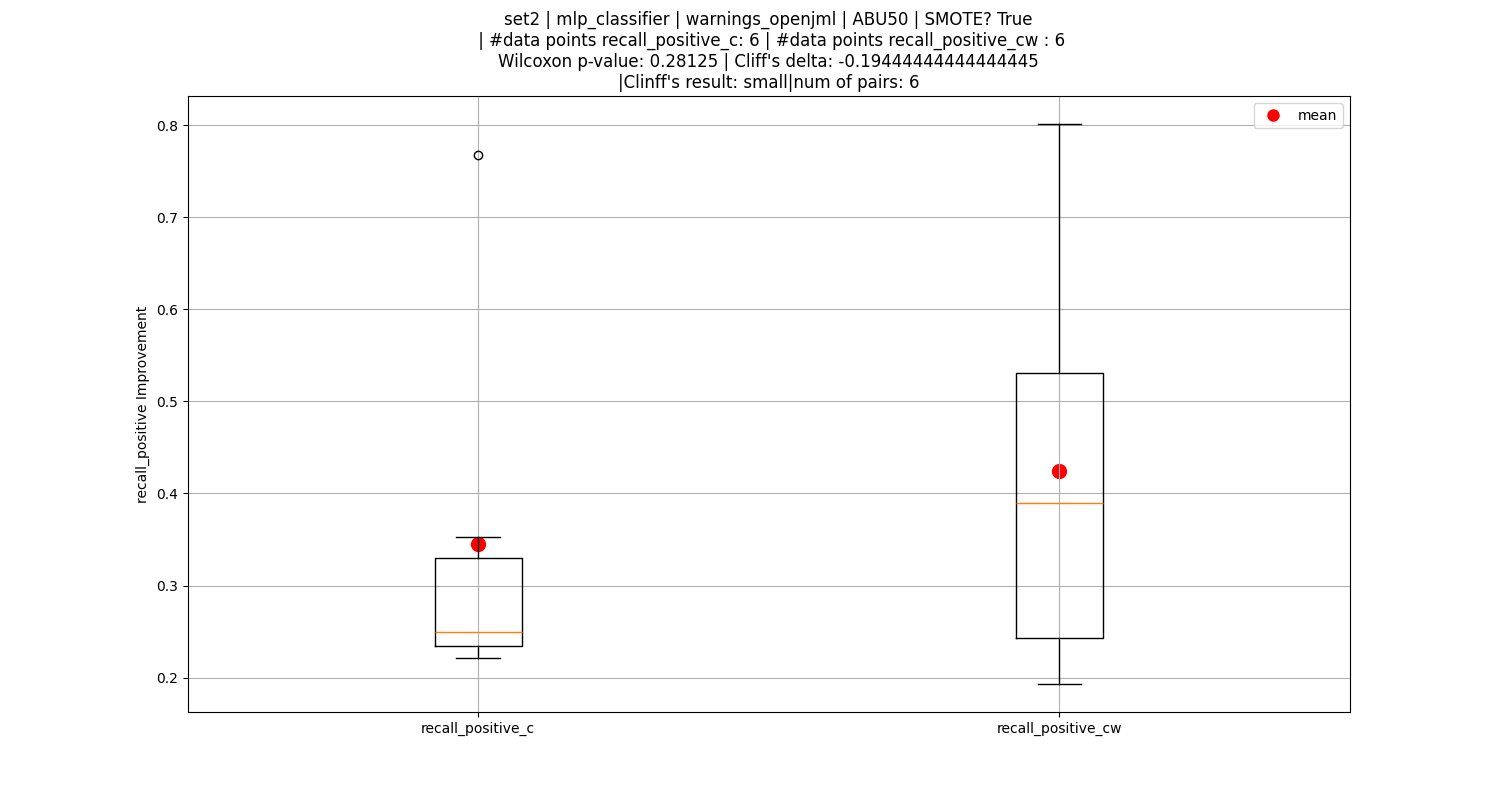 set2 | mlp_classifier | warnings_openjml | ABU50 | SMOTE? True
| #data points recall_positive_c: 6 | #data points recall_positive_cw : 6
Wilcoxon p-value: 0.28125 | Cliff's delta: -0.19444444444444445
|Clinff's result: small|num of pairs: 6
mean
0.8
0.7
0.6
0.5
0.4
0.3
0.2
recall_positive Improvement
recall_positive_c
recall_positive_cw